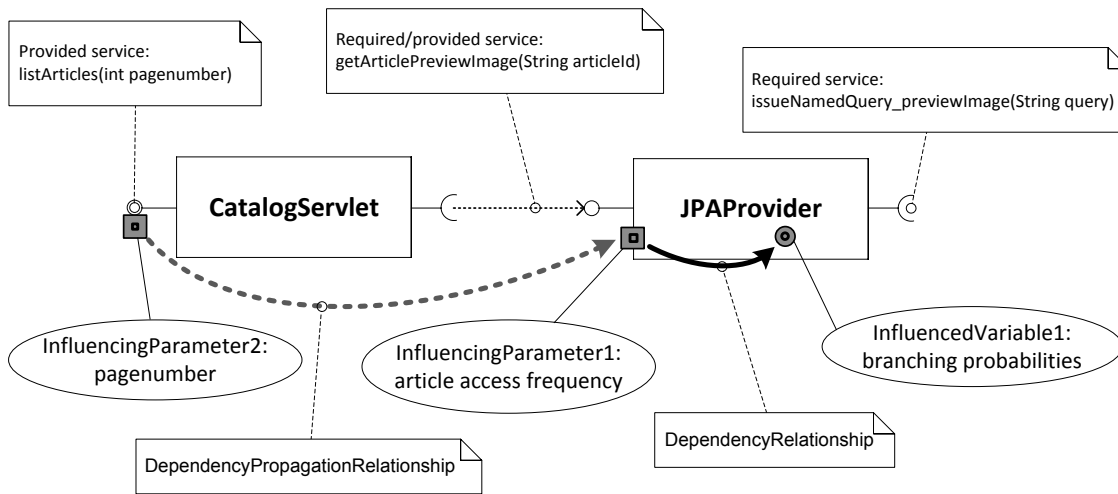 Provided service:
listArticles(int pagenumber)
Required/provided service:
getArticlePreviewImage(String articleId)
Required service:
issueNamedQuery_previewImage(String query)
CatalogServlet
JPAProvider
InfluencingParameter2:
pagenumber
InfluencingParameter1:
article access frequency
InfluencedVariable1:
branching probabilities
DependencyPropagationRelationship
DependencyRelationship